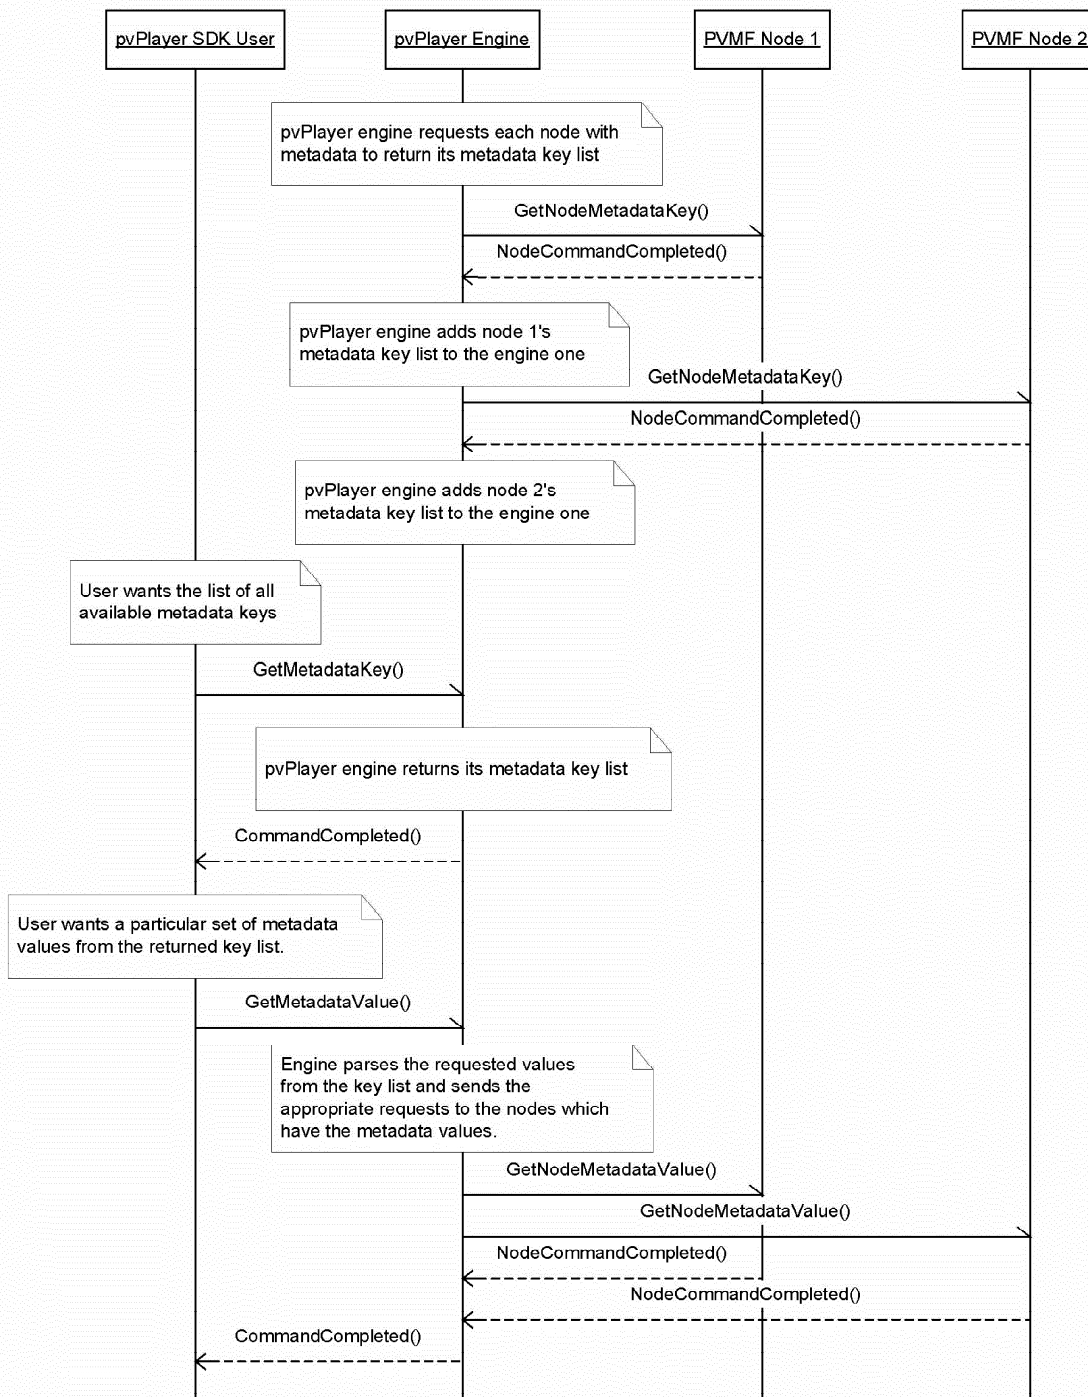 pvPlayer SDK User
pvPlayer Engine
PVMF Node 1
PVMF Node 2
pvPlayer engine requests each node with
metadata to return its metadata key list
GetNodeMetadataKey()
NodeCommandCompleted()
pvPlayer engine adds node 1's
metadata key list to the engine one
GetNodeMetadataKey()
NodeCommandCompleted()
pvPlayer engine adds node 2's
metadata key list to the engine one
User wants the list of all
available metadata keys
GetMetadataKey()
pvPlayer engine returns its metadata key list
CommandCompleted()
User wants a particular set of metadata
values from the returned key list.
GetMetadataValue()
Engine parses the requested values
from the key list and sends the
appropriate requests to the nodes which
have the metadata values.
GetNodeMetadataValue()
GetNodeMetadataValue()
NodeCommandCompleted()
NodeCommandCompleted()
CommandCompleted()